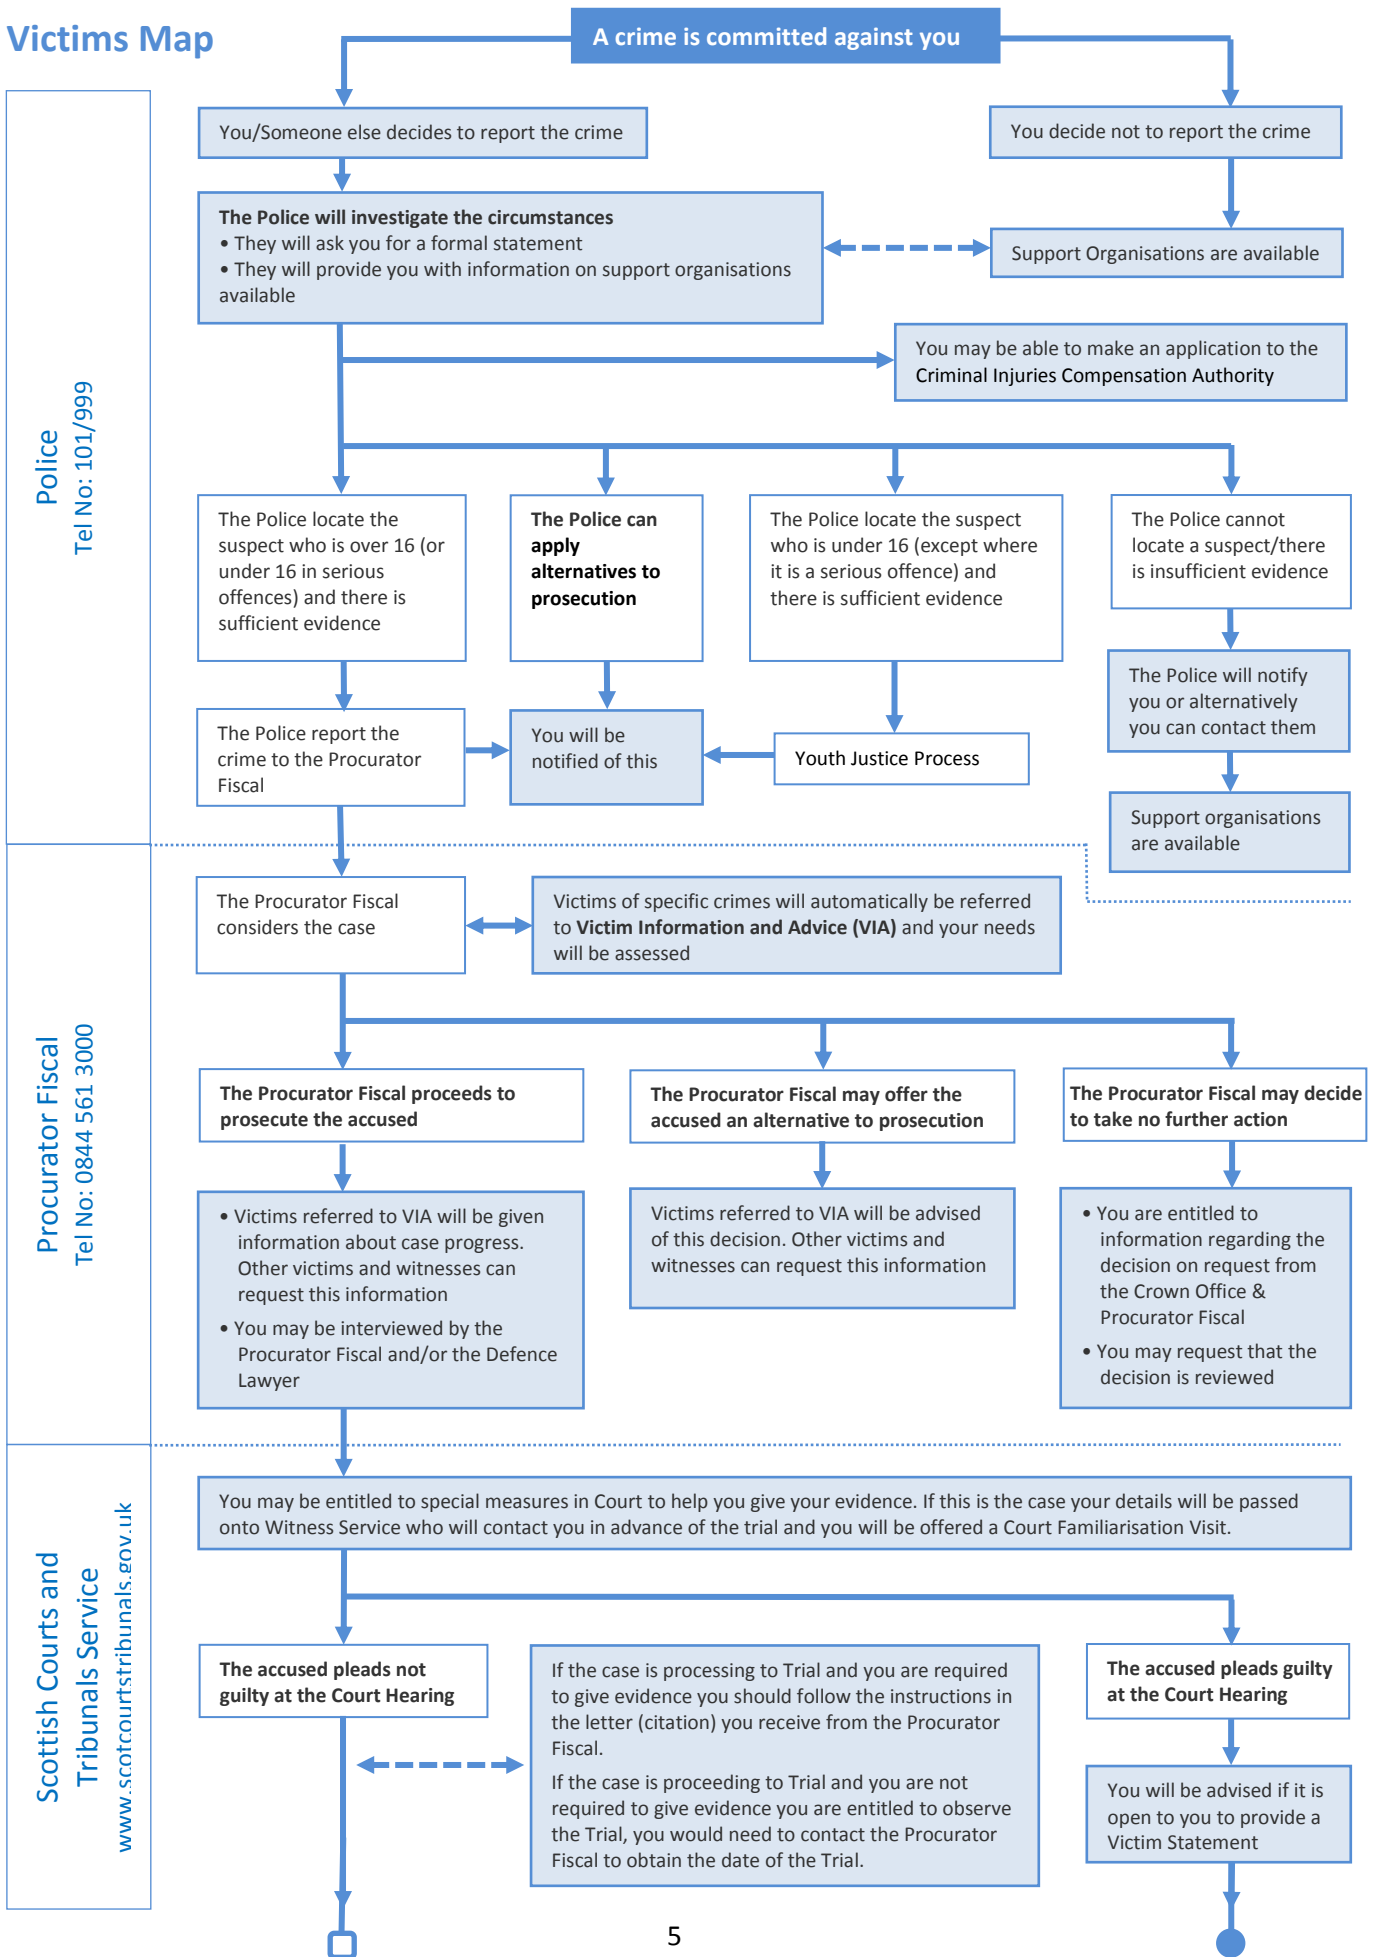 Victims Map
A crime is committed against you
You/Someone else decides to report the crime
You decide not to report the crime
The Police will investigate the circumstances
• They will ask you for a formal statement
• They will provide you with information on support organisations
available
Support Organisations are available
You may be able to make an application to the
Criminal Injuries Compensation Authority
Police
Tel No: 101/999
The Police locate the
suspect who is over 16 (or
under 16 in serious
offences) and there is
sufficient evidence
The Police can
apply
alternatives to
prosecution
The Police locate the suspect
who is under 16 (except where
it is a serious offence) and
there is sufficient evidence
The Police cannot
locate a suspect/there
is insufficient evidence
The Police will notify
you or alternatively
you can contact them
The Police report the
crime to the Procurator
Fiscal
You will be
notified of this
Youth Justice Process
Support organisations
are available
Procurator Fiscal
Tel No: 0844 561 3000
The Procurator Fiscal
considers the case
Victims of specific crimes will automatically be referred
to Victim Information and Advice (VIA) and your needs
will be assessed
The Procurator Fiscal proceeds to
prosecute the accused
The Procurator Fiscal may offer the
accused an alternative to prosecution
The Procurator Fiscal may decide
to take no further action
• Victims referred to VIA will be given
information about case progress.
Other victims and witnesses can
request this information
• You may be interviewed by the
Procurator Fiscal and/or the Defence
Lawyer
Victims referred to VIA will be advised
of this decision. Other victims and
witnesses can request this information
• You are entitled to
information regarding the
decision on request from
the Crown Office &
Procurator Fiscal
• You may request that the
decision is reviewed
Scottish Courts and
Tribunals Service
www.scotcourtstribunals.gov.uk
You may be entitled to special measures in Court to help you give your evidence. If this is the case your details will be passed
onto Witness Service who will contact you in advance of the trial and you will be offered a Court Familiarisation Visit.
The accused pleads not
guilty at the Court Hearing
If the case is processing to Trial and you are required
to give evidence you should follow the instructions in
the letter (citation) you receive from the Procurator
Fiscal.
If the case is proceeding to Trial and you are not
required to give evidence you are entitled to observe
the Trial, you would need to contact the Procurator
Fiscal to obtain the date of the Trial.
The accused pleads guilty
at the Court Hearing
You will be advised if it is
open to you to provide a
Victim Statement
5